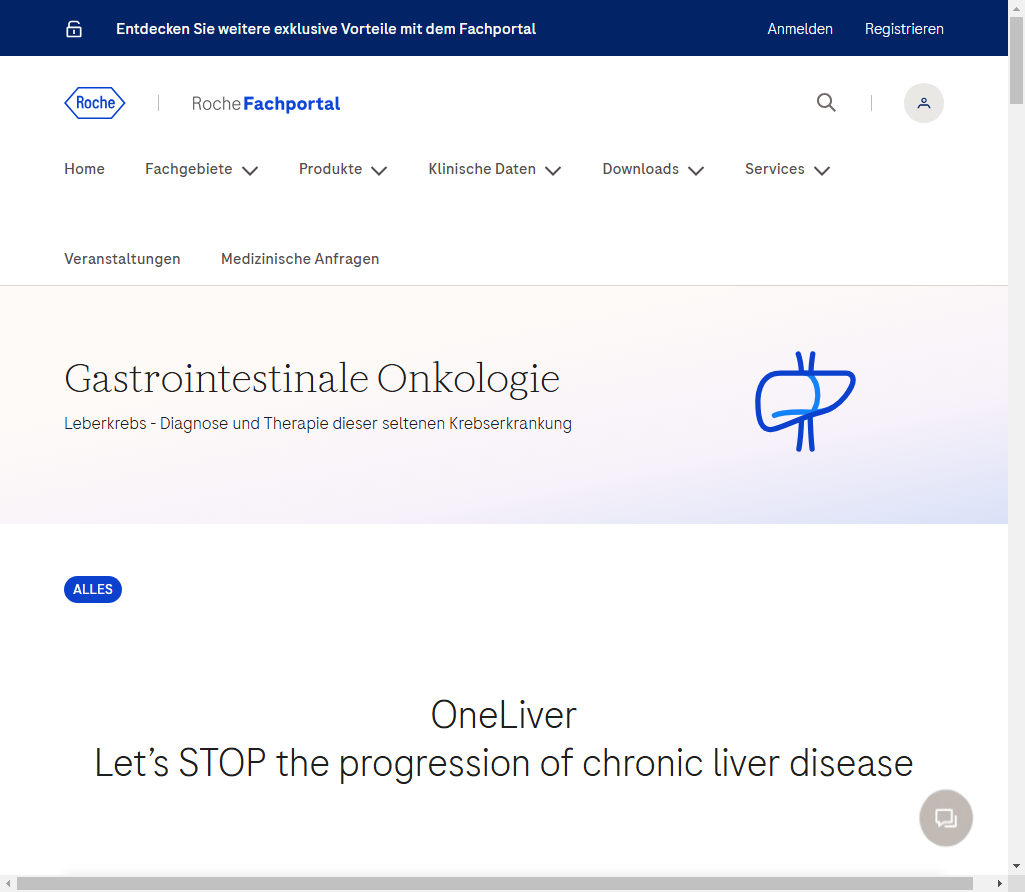 Entdecken Sie weitere exklusive Vorteile mit dem Fachportal Anmelden Registrieren
Roche RocheFachportal
Home Fachgebiete Produkte Klinische Daten Downloads Services
Veranstaltungen Medizinische Anfragen
Gastrointestinale Onkologie
Leberkrebs - Diagnose und Therapie dieser seltenen Krebserkrankung
ALLES
OneLiver
Let’s STOP the progression of chronic liver disease